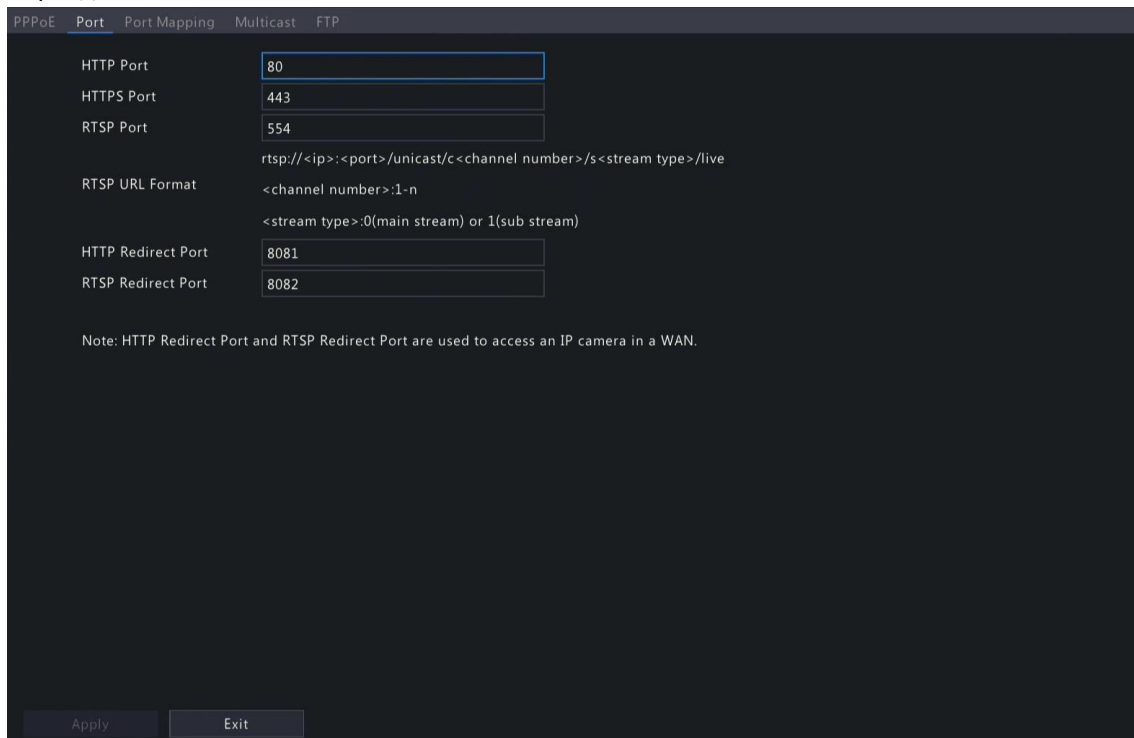 PPPoE Port Port Mapping Multicast FTP
HTTP Port 80
HTTPS Port 443
RTSP Port 554
rtsp://<ip>:<port>/unicast/c<channel number>/s<stream type>/live
RTSP URL Format <channel number>:1-n
<stream type>:0(main stream) or 1(sub stream)
HTTP Redirect Port 8081
RTSP Redirect Port 8082
Note: HTTP Redirect Port and RTSP Redirect Port are used to access an IP camera in a WAN.
Apply Exit